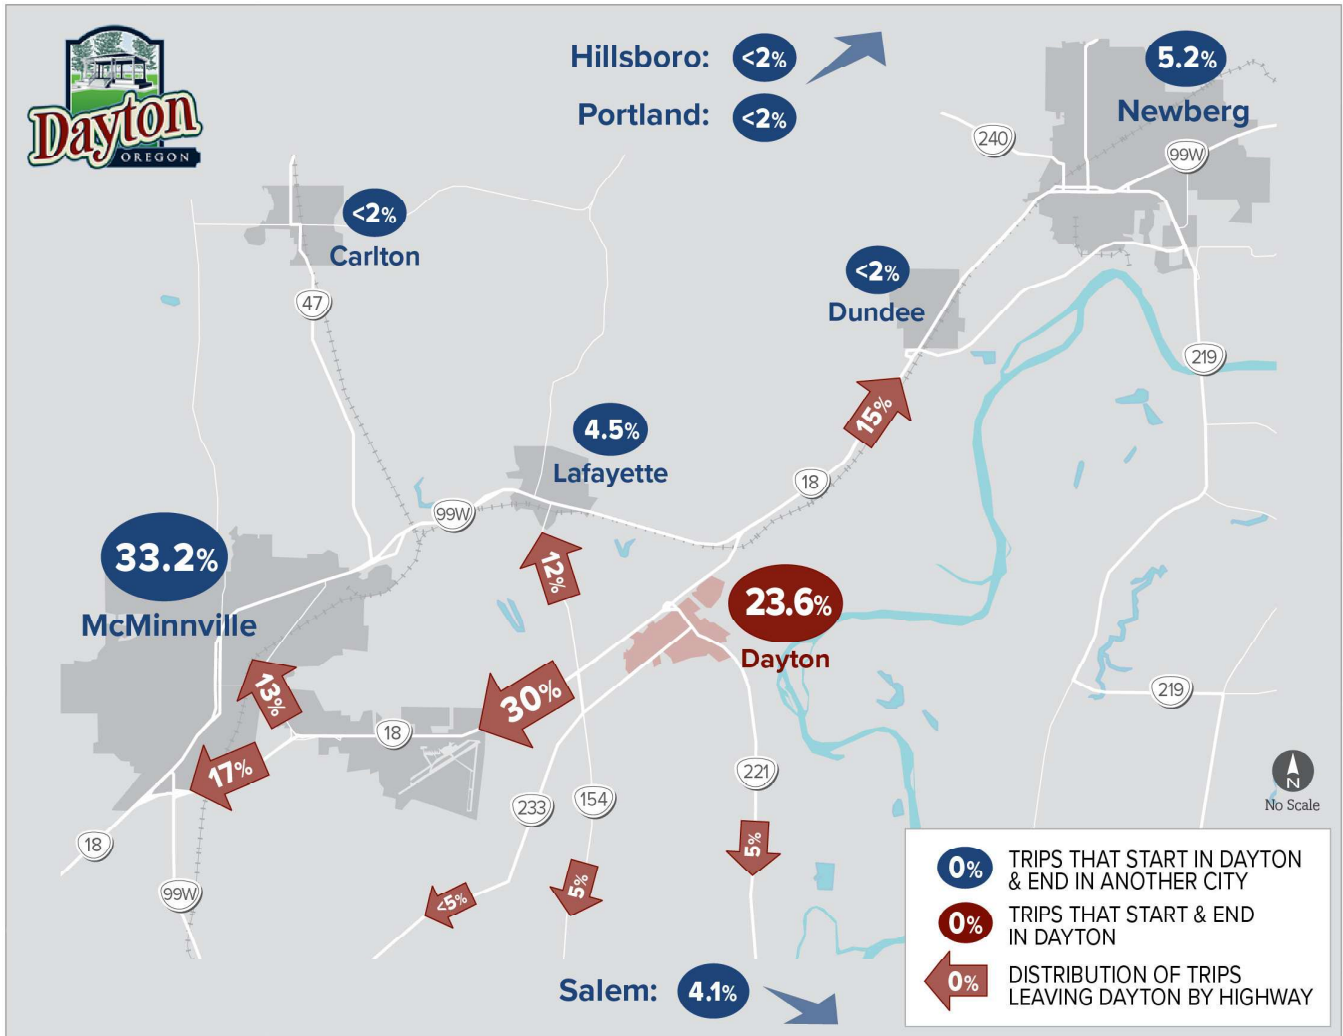 Dayton
OREGON
Hillsboro: <2%
Portland: <2%
5.2%
Newberg
240
99W
<2%
Carlton
47
<2%
Dundee
219
15%
4.5%
Lafayette
18
99W
33.2%
McMinnville
12%
23.6%
Dayton
13%
30%
219
18
17%
221
233
154
No Scale
N
18
5%
99W
<5%
5%
Salem: 4.1%
0% TRIPS THAT START IN DAYTON
& END IN ANOTHER CITY
0% TRIPS THAT START & END
IN DAYTON
0% DISTRIBUTION OF TRIPS
LEAVING DAYTON BY HIGHWAY